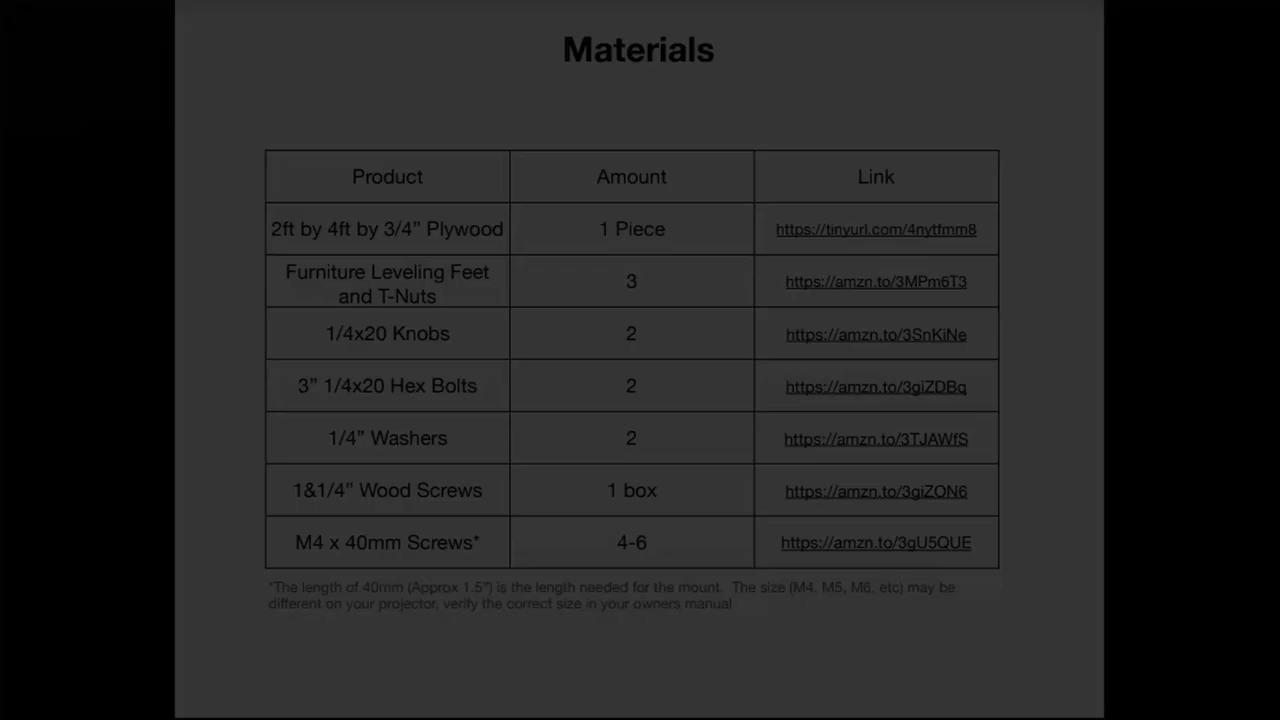 Materials
Product Amount Link
2ft by 4ft by 3/4” Plywood 1 Piece https://tinyurl.com/4nytfmm8
Furniture Leveling Feet
and T-Nuts 3 https://amzn.to/3MPm6T3
1/4x20 Knobs 2 https://amzn.to/3SnKiNe
3” 1/4x20 Hex Bolts 2 https://amzn.to/3giZDBq
1/4” Washers 2 https://amzn.to/3TJAWfS
1&1/4” Wood Screws 1 box https://amzn.to/3giZON6
M4 x 40mm Screws* 4-6 https://amzn.to/3gU5QUE
*The length of 40mm (Approx 1.5”) is the length needed for the mount. The size (M4, M5, M6, etc) may be
different on your projector, verify the correct size in your owners manual